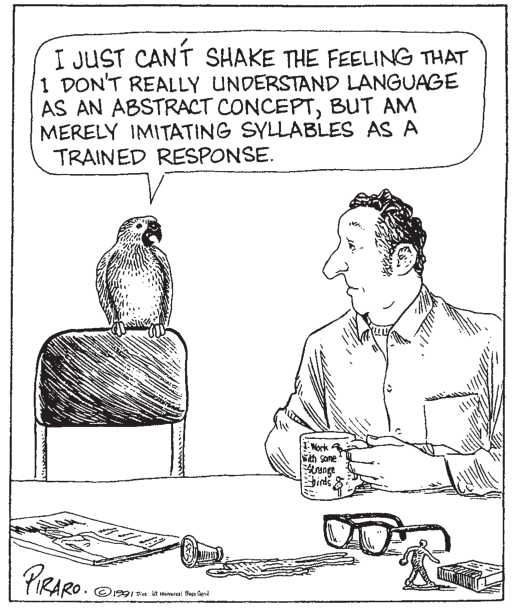 I JUST CAN'T SHAKE THE FEELING THAT
I DON'T REALLY UNDERSTAND LANGUAGE
AS AN ABSTRACT CONCEPT, BUT AM
MERELY IMITATING SYLLABLES AS A
TRAINED RESPONSE.
I Work
with some
strange
birds
PIRARO. © 1991